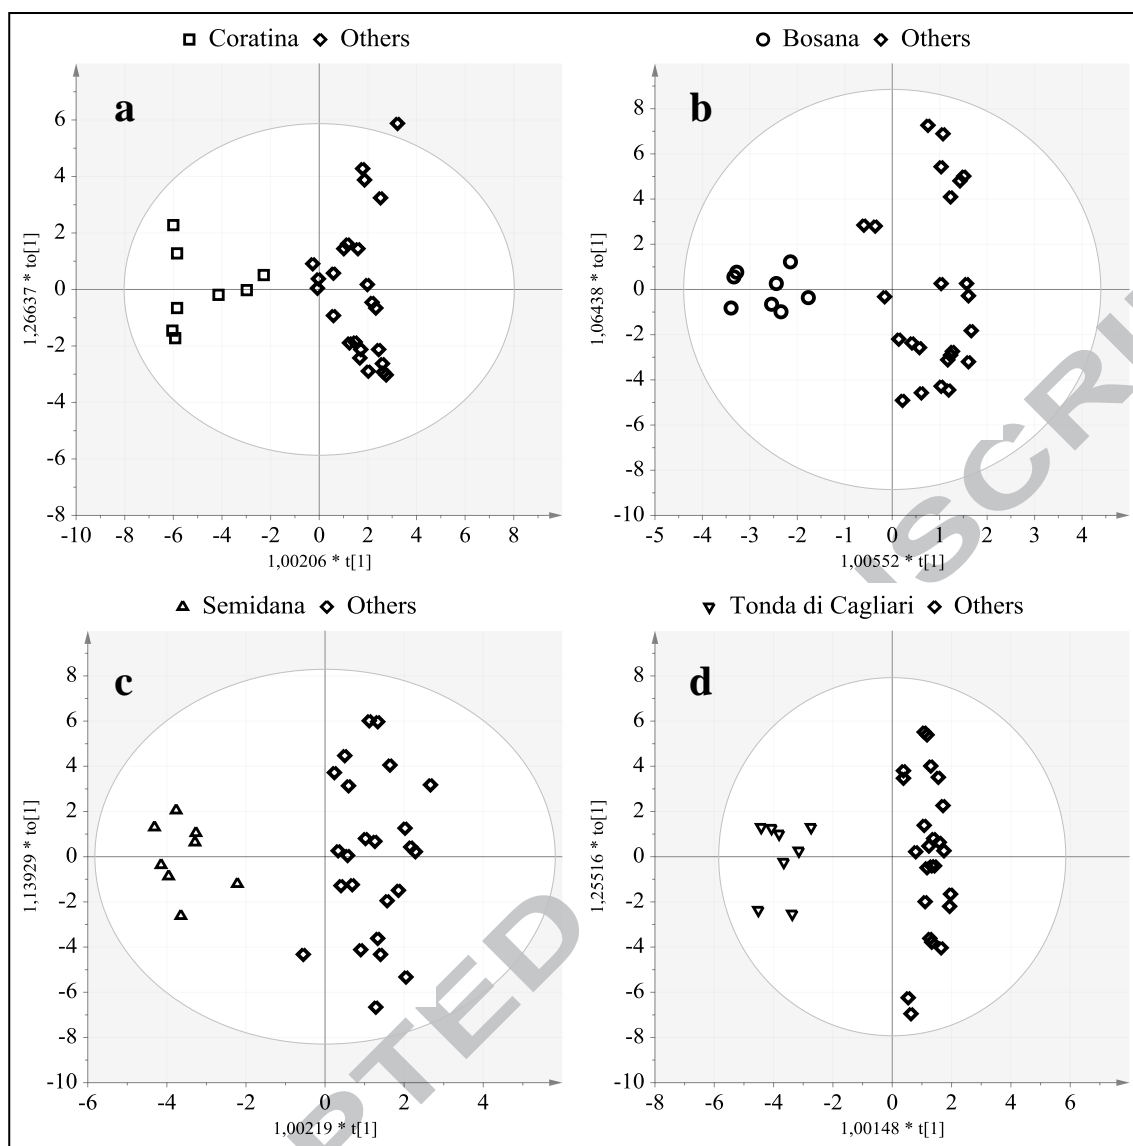 Coratina Others
a
6
4
2
0
-2
-4
-6
-8
-10 -8 -6 -4 -2 0 2 4 6 8
1,26637 * to[1]
1,00206 * t[1]
Bosana Others
b
8
6
4
2
0
-2
-4
-6
-8
-10
-5 -4 -3 -2 -1 0 1 2 3 4
1,06438 * to[1]
1,00552 * t[1]
Semidana Others
c
8
6
4
2
0
-2
-4
-6
-8
-10
-6 -4 -2 0 2 4
1,13929 * to[1]
1,00219 * t[1]
Tonda di Cagliari Others
d
8
6
4
2
0
-2
-4
-6
-8
-10
-8 -6 -4 -2 0 2 4 6
1,25516 * to[1]
1,00148 * t[1]
PTED
ISCRI